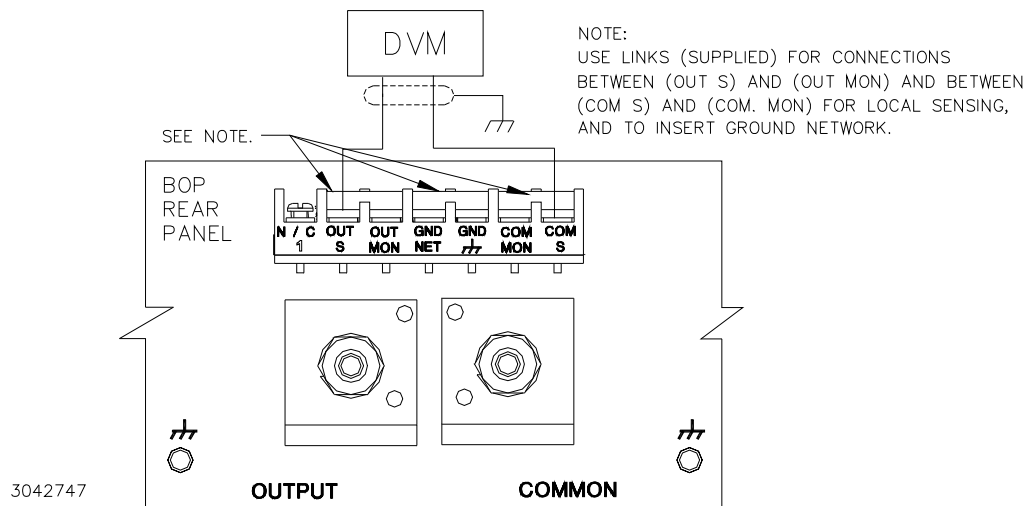 DVM
NOTE:
USE LINKS (SUPPLIED) FOR CONNECTIONS
BETWEEN (OUT S) AND (OUT MON) AND BETWEEN
(COM S) AND (COM. MON) FOR LOCAL SENSING,
AND TO INSERT GROUND NETWORK.
SEE NOTE.
BOP
REAR
PANEL
N / C
1
OUT
S
OUT
MON
GND
NET
GND
COM
MON
COM
S
3042747
OUTPUT
COMMON